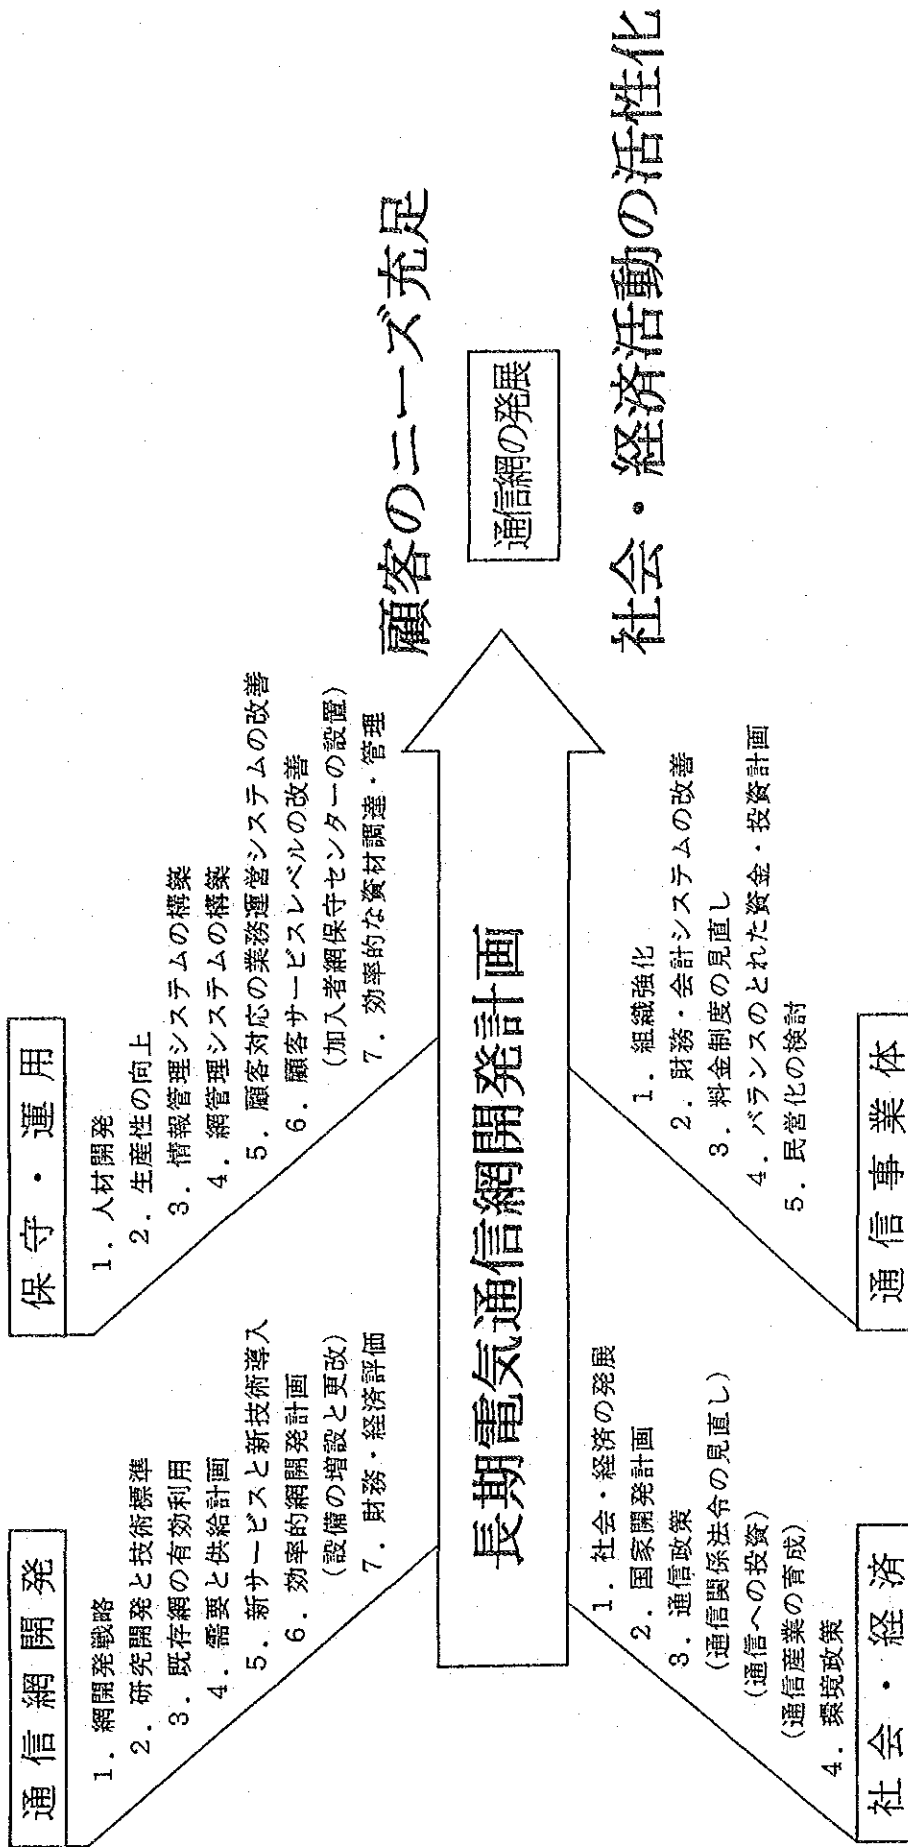 通信網開発
1．網開発戦略
2．研究開発と技術標準
3．既存網の有効利用
4．需要と供給計画
5．新サービスと新技術導入
6．効率的網開発計画
(設備の増設と更改)
7．財務・経済評価
保守・運用
1．人材開発
2．生産性の向上
3．情報管理システムの構築
4．網管理システムの構築
5．顧客対応の業務運営システムの改善
6．顧客サービスレベルの改善
(加入者網保守センターの設置)
7．効率的な資材調達・管理
長期電気通信網開発計画
顧客のニーズ充足
通信網の発展
社会・経済活動の活性化
社会・経済
1．社会・経済の発展
2．国家開発計画
3．通信政策
(通信関係法令の見直し)
(通信への投資)
(通信産業の育成)
4．環境政策
通信事業体
1．組織強化
2．財務・会計システムの改善
3．料金制度の見直し
4．バランスのとれた資金・投資計画
5．民営化の検討